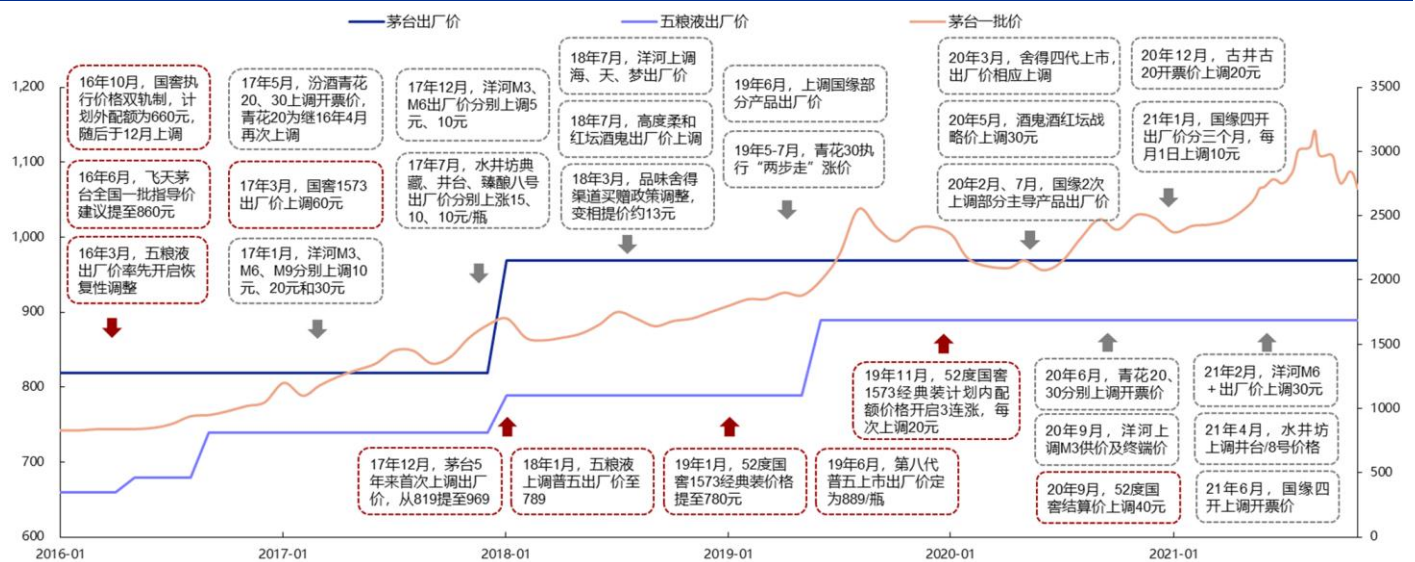 茅台出厂价
五粮液出厂价
茅台一批价
1,200
1,100
1,000
900
800
700
600
3500
3000
2500
2000
1500
1000
500
0
16年10月，国窖执
行价格双轨制，计
划外配额为660元，
随后于12月上调
16年6月，飞天茅
台全国一批指导价
建议提至860元
16年3月，五粮液
出厂价率先开启恢
复性调整
17年5月，汾酒青花
20、30上调开票价，
青花20为继16年4月
再次上调
17年3月，国窖1573
出厂价上调60元
17年1月，洋河M3、
M6、M9分别上调10
元、20元和30元
17年12月，洋河M3、
M6出厂价分别上调5
元、10元
17年7月，水井坊典
藏、井台、臻酿八号
出厂价分别上涨15、
10、10元/瓶
18年7月，洋河上调
海、天、梦出厂价
18年7月，高度柔和
红坛酒鬼出厂价上调
18年3月，品味舍得
渠道买赠政策调整，
变相提价约13元
19年6月，上调国缘部
分产品出厂价
19年5-7月，青花30执
行“两步走”涨价
20年3月，舍得四代上市，
出厂价相应上调
20年5月，酒鬼酒红坛战
略价上调30元
20年2月、7月，国缘2次
上调部分主导产品出厂价
20年12月，古井古
20开票价上调20元
21年1月，国缘四开
出厂价分三个月，每
月1日上调10元
17年12月，茅台5
年来首次上调出厂
价，从819提至969
18年1月，五粮液
上调普五出厂价至
789
19年1月，52度国
窖1573经典装价格
提至780元
19年6月，第八代
普五上市出厂价定
为889/瓶
19年11月，52度国窖
1573经典装计划内配
额价格开启3连涨，每
次上调20元
20年6月，青花20、
30分别上调开票价
20年9月，洋河上
调M3供价及终端价
20年9月，52度国
窖结算价上调40元
21年2月，洋河M6
＋出厂价上调30元
21年4月，水井坊
上调井台/8号价格
21年6月，国缘四
开上调开票价
2016-01
2017-01
2018-01
2019-01
2020-01
2021-01